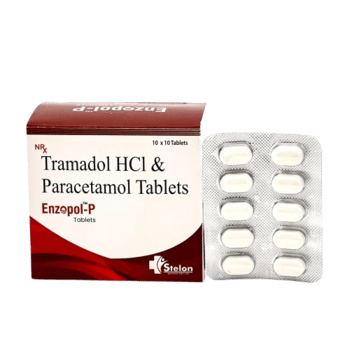 Enzopol-P
10 x 10 Tablets
NRx
Tramadol HCl &
Paracetamol Tablets
Enzopol-P
Tablets
Stelon